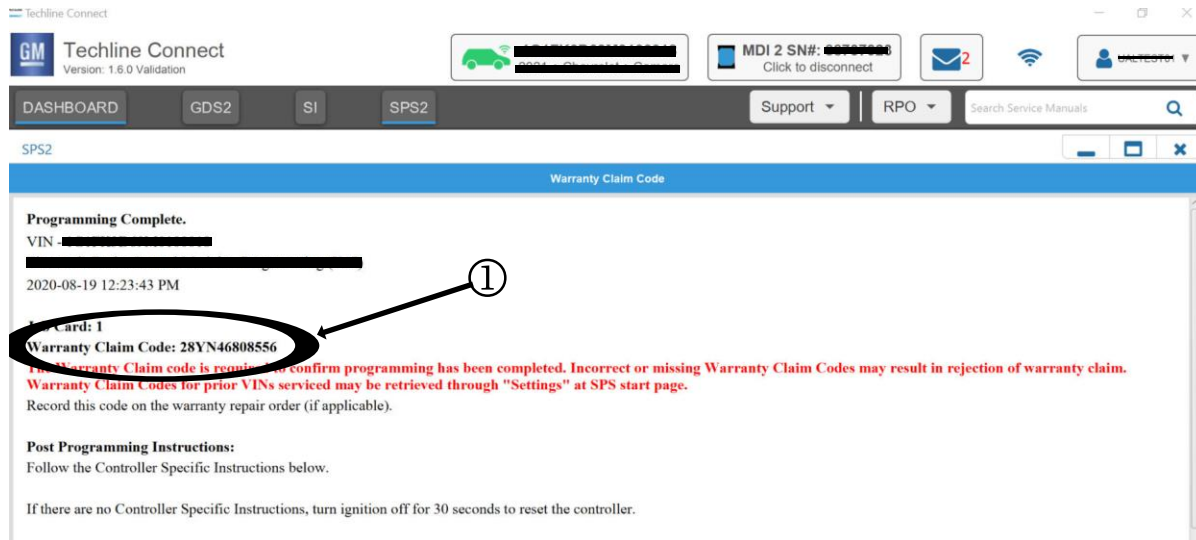 Techline Connect
GM
Techline Connect
Version: 1.6.0 Validation
MDI 2 SN#:
Click to disconnect
2
DASHBOARD
GDS2
SI
SPS2
Support
RPO
Search Service Manuals
SPS2
Warranty Claim Code
Programming Complete.
VIN -
2020-08-19 12:23:43 PM
1
Card: 1
Warranty Claim Code: 28YN46808556
The Warranty Claim code is required to confirm programming has been completed. Incorrect or missing Warranty Claim Codes may result in rejection of warranty claim.
Warranty Claim Codes for prior VINs serviced may be retrieved through "Settings" at SPS start page.
Record this code on the warranty repair order (if applicable).
Post Programming Instructions:
Follow the Controller Specific Instructions below.
If there are no Controller Specific Instructions, turn ignition off for 30 seconds to reset the controller.